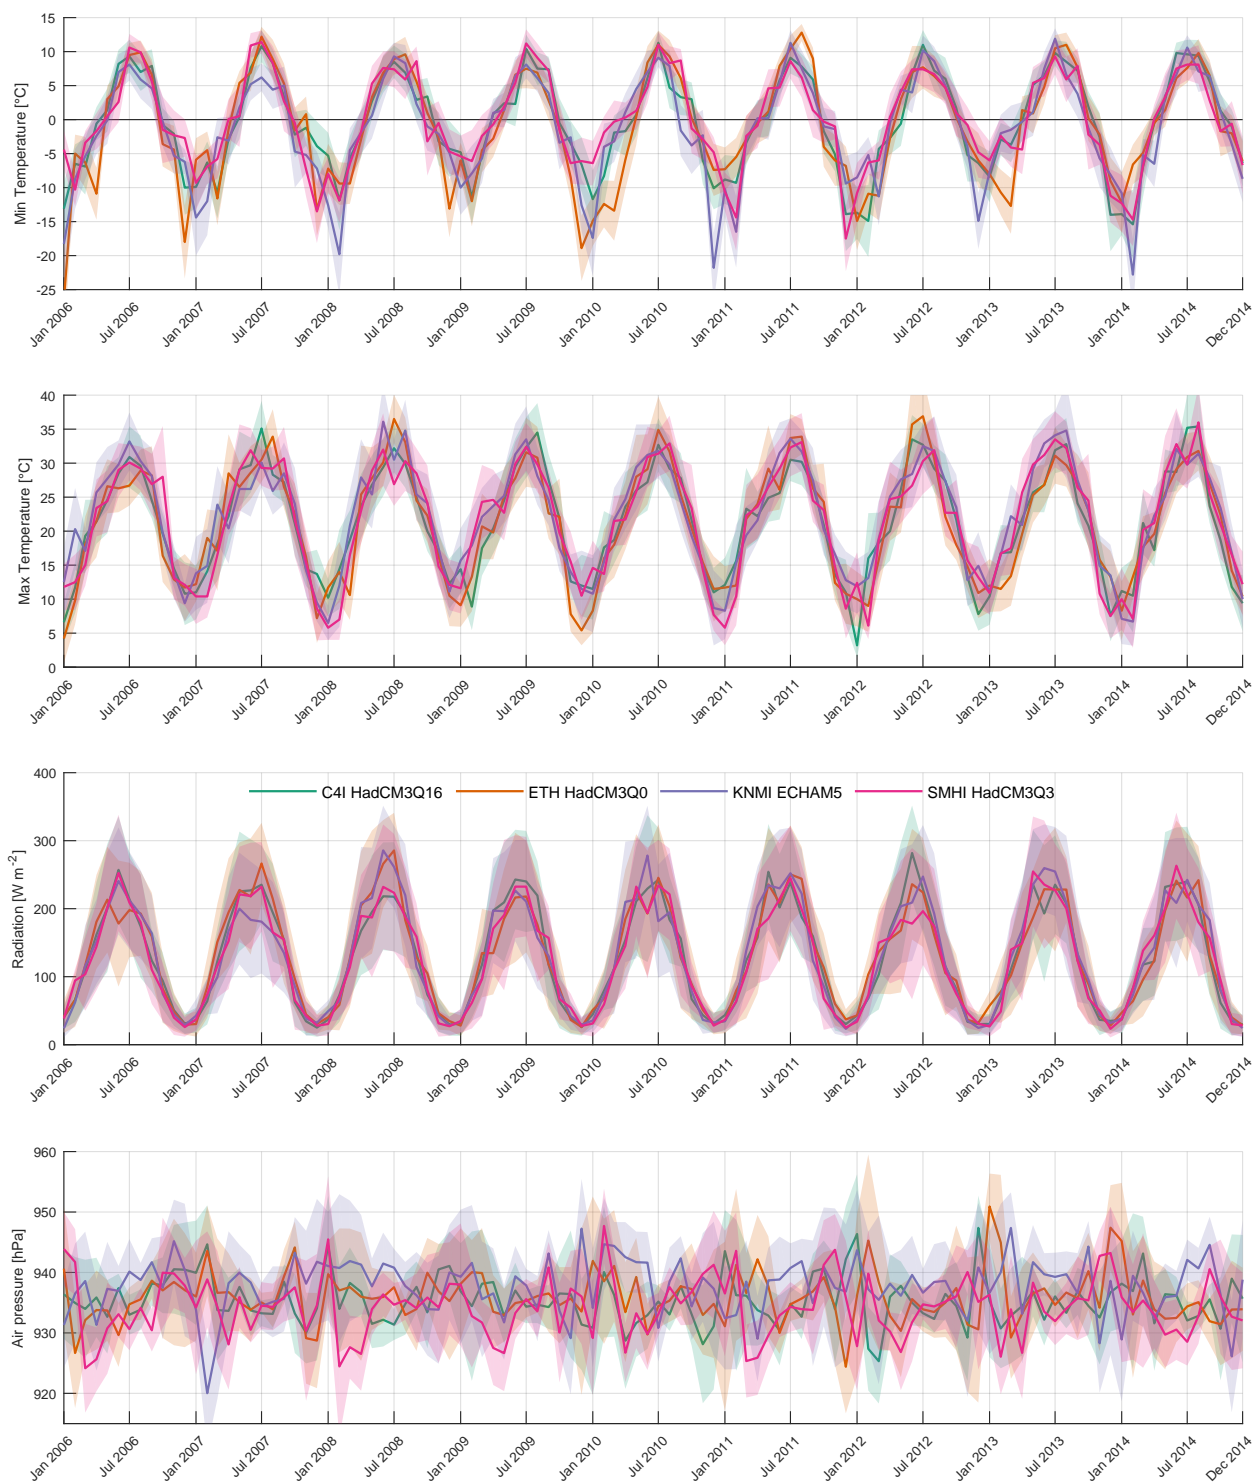 Min Temperature [°C]
15
10
5
0
-5
-10
-15
-20
-25
Jan 2006
Jul 2006
Jan 2007
Jul 2007
Jan 2008
Jul 2008
Jan 2009
Jul 2009
Jan 2010
Jul 2010
Jan 2011
Jul 2011
Jan 2012
Jul 2012
Jan 2013
Jul 2013
Jan 2014
Jul 2014
Dec 2014
Max Temperature [°C]
40
35
30
25
20
15
10
5
0
Jan 2006
Jul 2006
Jan 2007
Jul 2007
Jan 2008
Jul 2008
Jan 2009
Jul 2009
Jan 2010
Jul 2010
Jan 2011
Jul 2011
Jan 2012
Jul 2012
Jan 2013
Jul 2013
Jan 2014
Jul 2014
Dec 2014
Radiation [W m-2]
400
300
200
100
0
C4I HadCM3Q16
ETH HadCM3Q0
KNMI ECHAM5
SMHI HadCM3Q3
Jan 2006
Jul 2006
Jan 2007
Jul 2007
Jan 2008
Jul 2008
Jan 2009
Jul 2009
Jan 2010
Jul 2010
Jan 2011
Jul 2011
Jan 2012
Jul 2012
Jan 2013
Jul 2013
Jan 2014
Jul 2014
Dec 2014
Air pressure [hPa]
960
950
940
930
920
Jan 2006
Jul 2006
Jan 2007
Jul 2007
Jan 2008
Jul 2008
Jan 2009
Jul 2009
Jan 2010
Jul 2010
Jan 2011
Jul 2011
Jan 2012
Jul 2012
Jan 2013
Jul 2013
Jan 2014
Jul 2014
Dec 2014